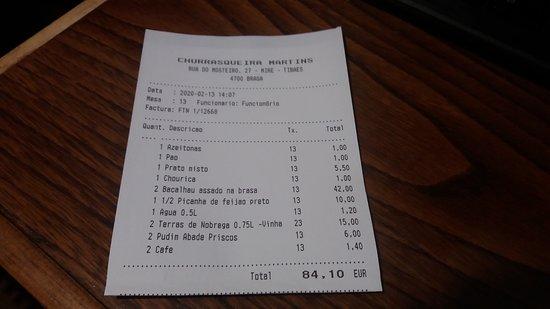 CHURRASQUEIRA MARTINS
RUA DO MOSTEIRO, 27 - MIRE - TIBAES
4700 BRAGA
Data : 2020-02-13 14:07
Mesa : 13 Funcionario: Funcionário
Factura: FTN 1/12668
Quant. Descricao Tx. Total
1 Azeitonas 13 1,00
1 Pao 13 1,00
1 Prato misto 13 5,50
1 Chourica 13 1,00
2 Bacalhau assado na brasa 13 42,00
1 1/2 Picanha de feijao preto 13 10,00
1 Agua 0.5L 13 1,20
2 Terras de Nobrega 0.75L -Vinha 23 15,00
2 Pudin Abade Priscos 13 6,00
2 Cafe 13 1,40
Total 84,10 EUR